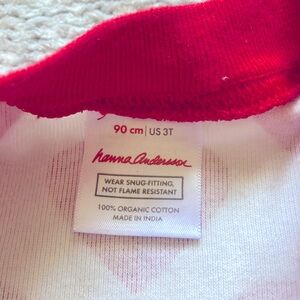 90 cm | US 3T
hanna andersson
WEAR SNUG-FITTING,
NOT FLAME RESISTANT
100% ORGANIC COTTON
MADE IN INDIA